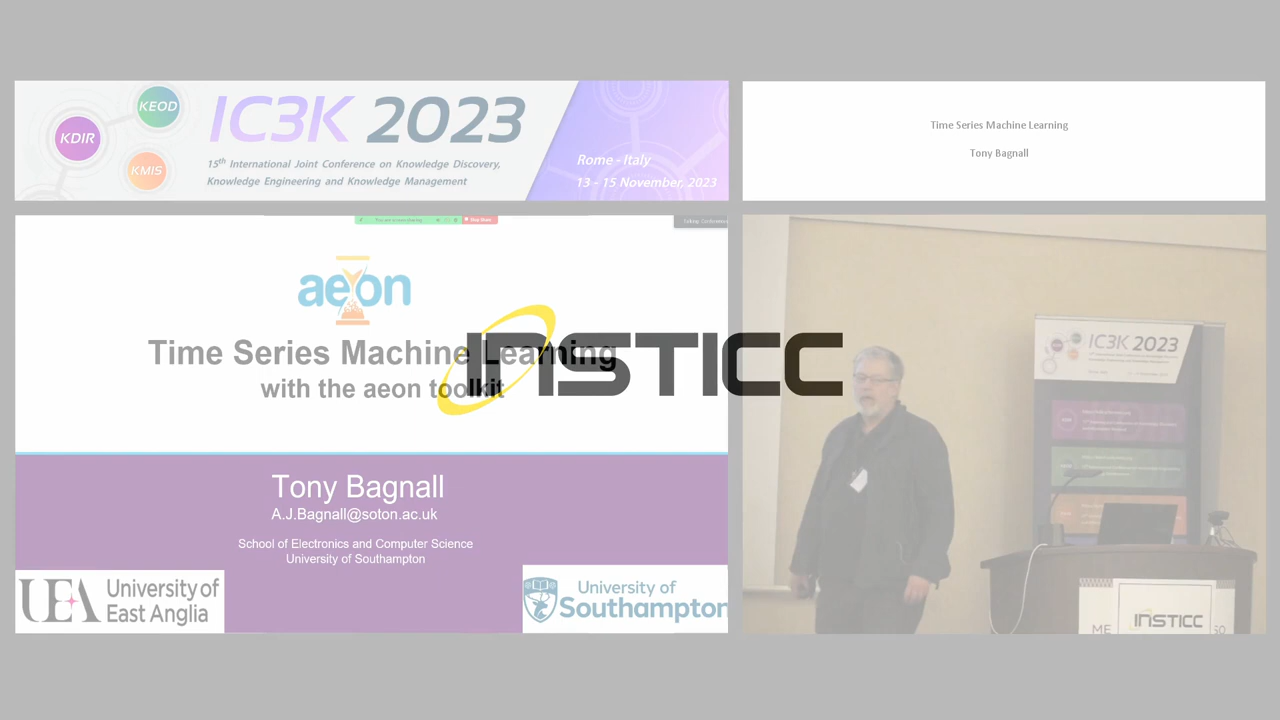 KEOD
KDIR
KMIS
IC3K 2023
15th International Joint Conference on Knowledge Discovery,
Knowledge Engineering and Knowledge Management
Rome - Italy
13 - 15 November, 2023
Time Series Machine Learning
Tony Bagnall
aeon
Time Series Machine Learning
with the aeon toolkit
INSTICC
Tony Bagnall
A.J.Bagnall@soton.ac.uk
School of Electronics and Computer Science
University of Southampton
UEA University of
East Anglia
University of
Southampton
IC3K 2023
INSTICC